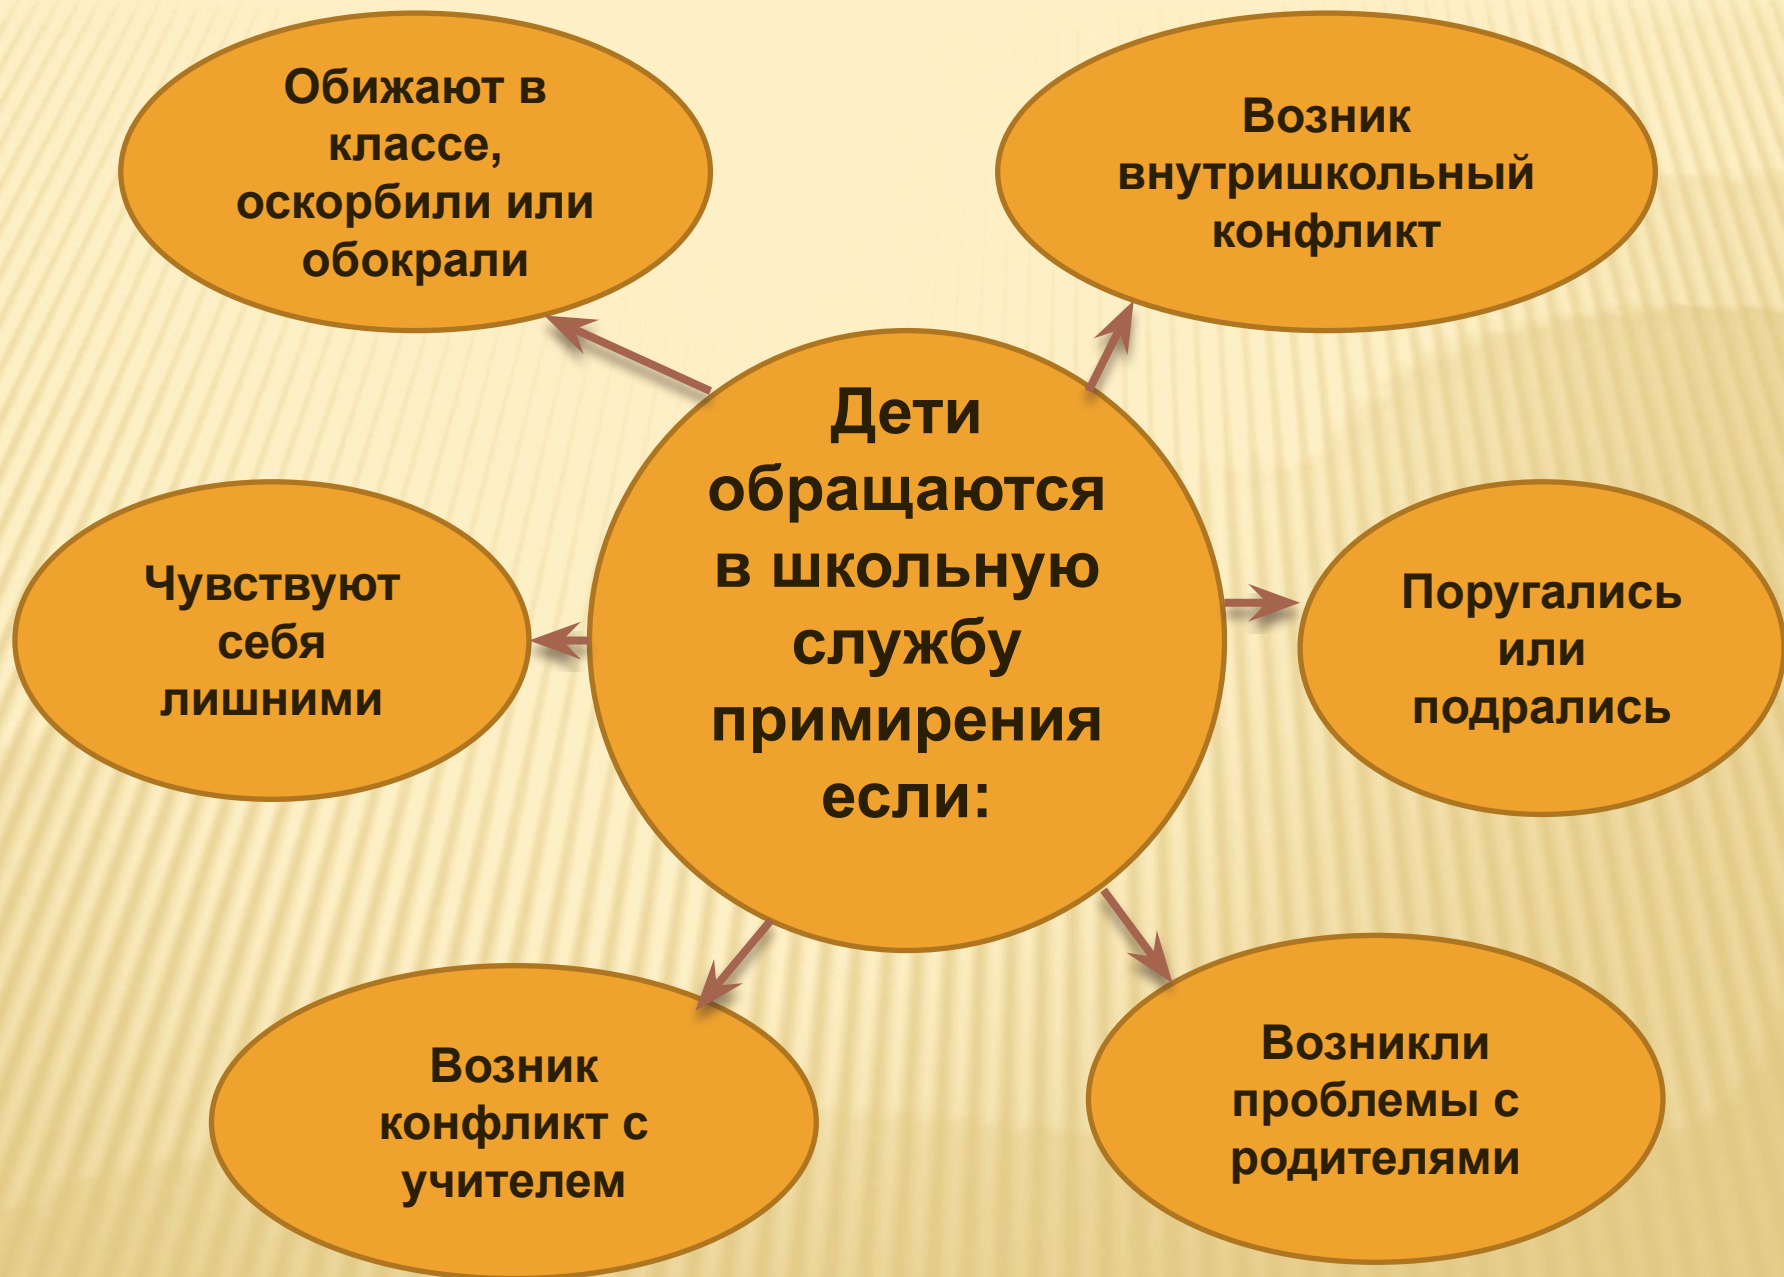 Обижают в
классе,
оскорбили или
обокрали
Возник
внутришкольный
конфликт
Дети
обращаются
в школьную
службу
примирения
если:
Чувствуют
себя
лишними
Поругались
или
подрались
Возник
конфликт с
учителем
Возникли
проблемы с
родителями